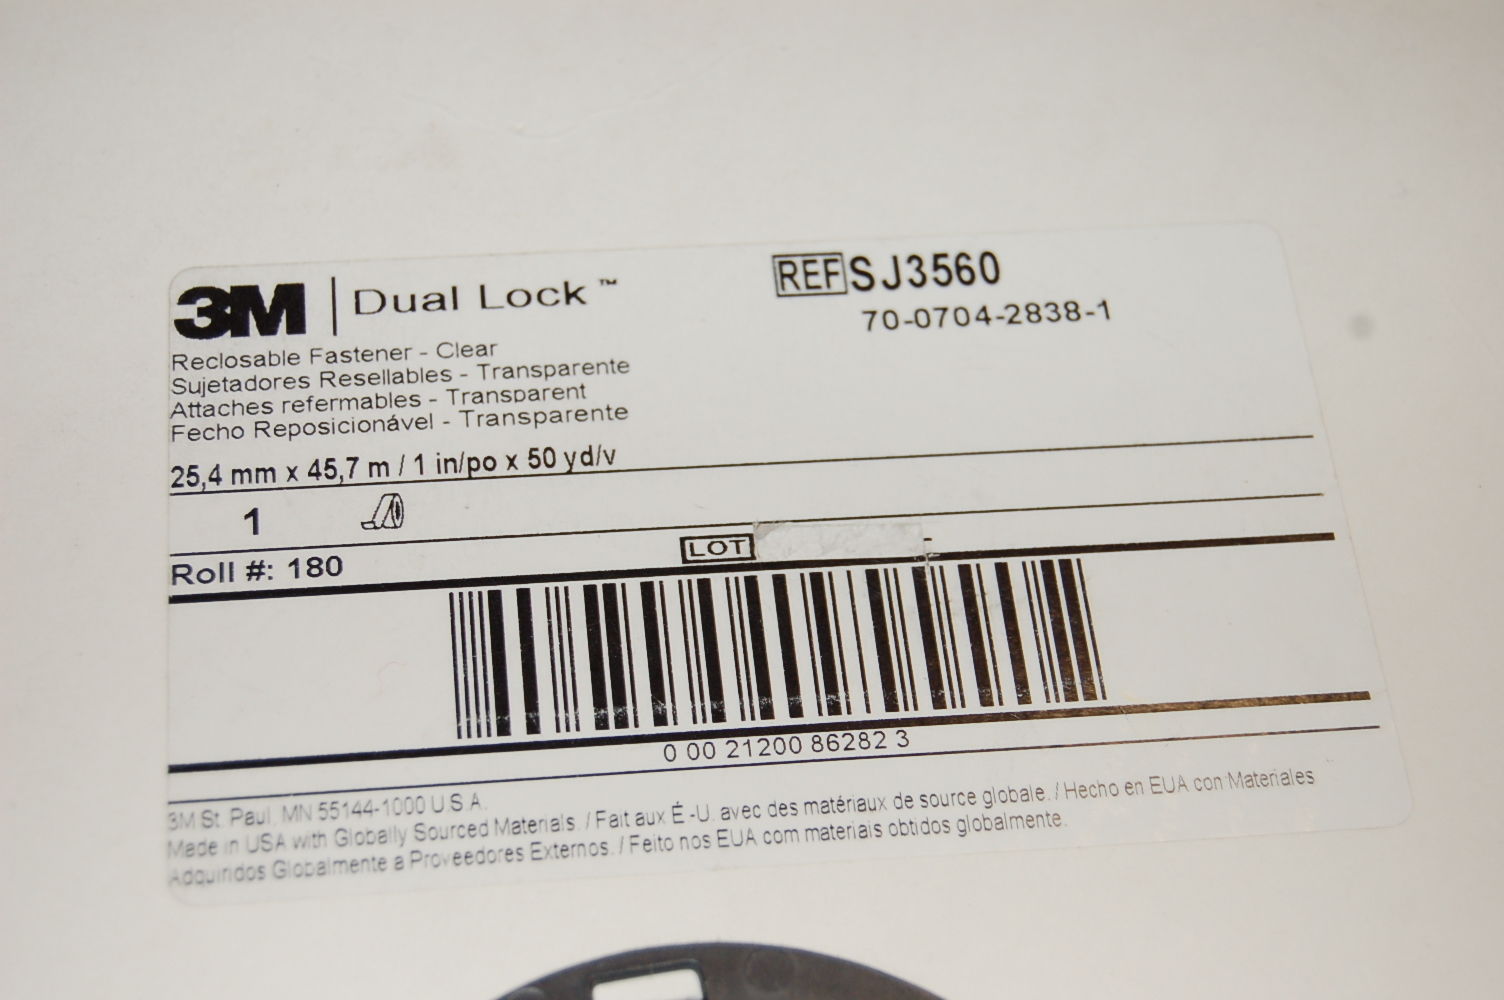 3M | Dual Lock™
REF SJ3560
70-0704-2838-1
Reclosable Fastener - Clear
Sujetadores Resellables - Transparente
Attaches refermables - Transparent
Fecho Reposicionável - Transparente
25,4 mm x 45,7 m / 1 in/po x 50 yd/v
1
Roll #: 180
LOT
0 00 21200 86282 3
3M St. Paul, MN 55144-1000 U.S.A.
Made in USA with Globally Sourced Materials. / Fait aux É.-U. avec des matériaux de source globale. / Hecho en EUA con Materiales
Adquiridos Globalmente a Proveedores Externos. / Feito nos EUA com materiais obtidos globalmente.